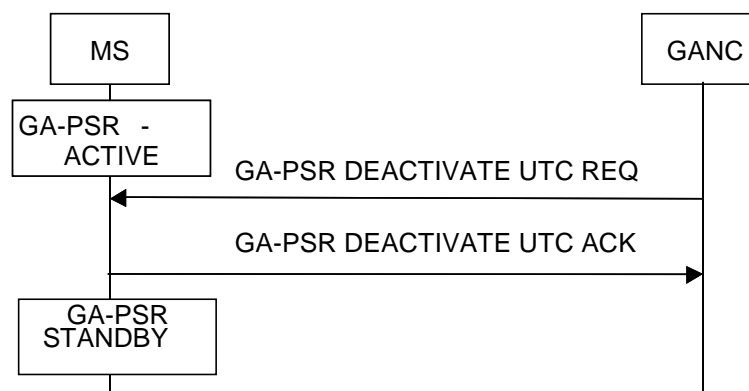 MS
GANC
GA-PSR -
ACTIVE
GA-PSR DEACTIVATE UTC REQ
GA-PSR DEACTIVATE UTC ACK
GA-PSR
STANDBY